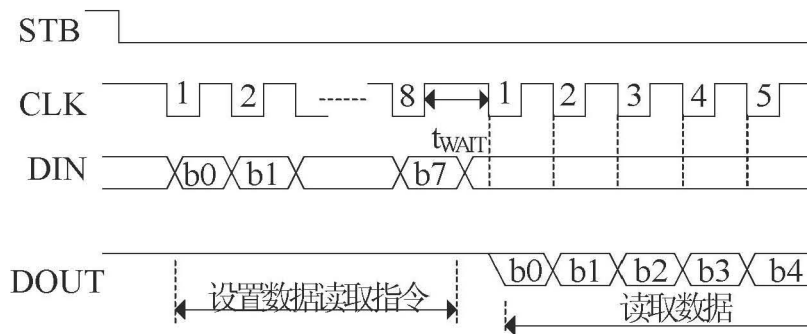 STB
CLK 1 2 8 1 2 3 4 5
tWAIT
DIN b0 b1 b7
DOUT b0 b1 b2 b3 b4
设置数据读取指令 读取数据